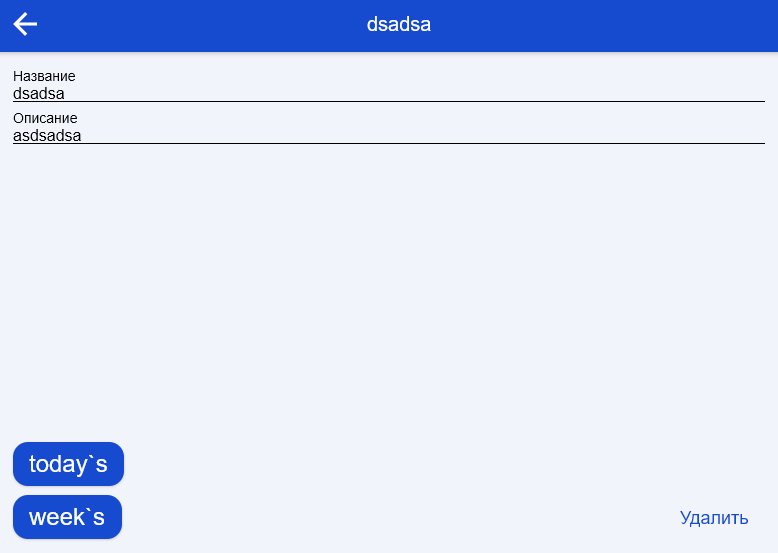 dsadsa
Название
dsadsa
Описание
asdsadsa
today`s
week`s
Удалить